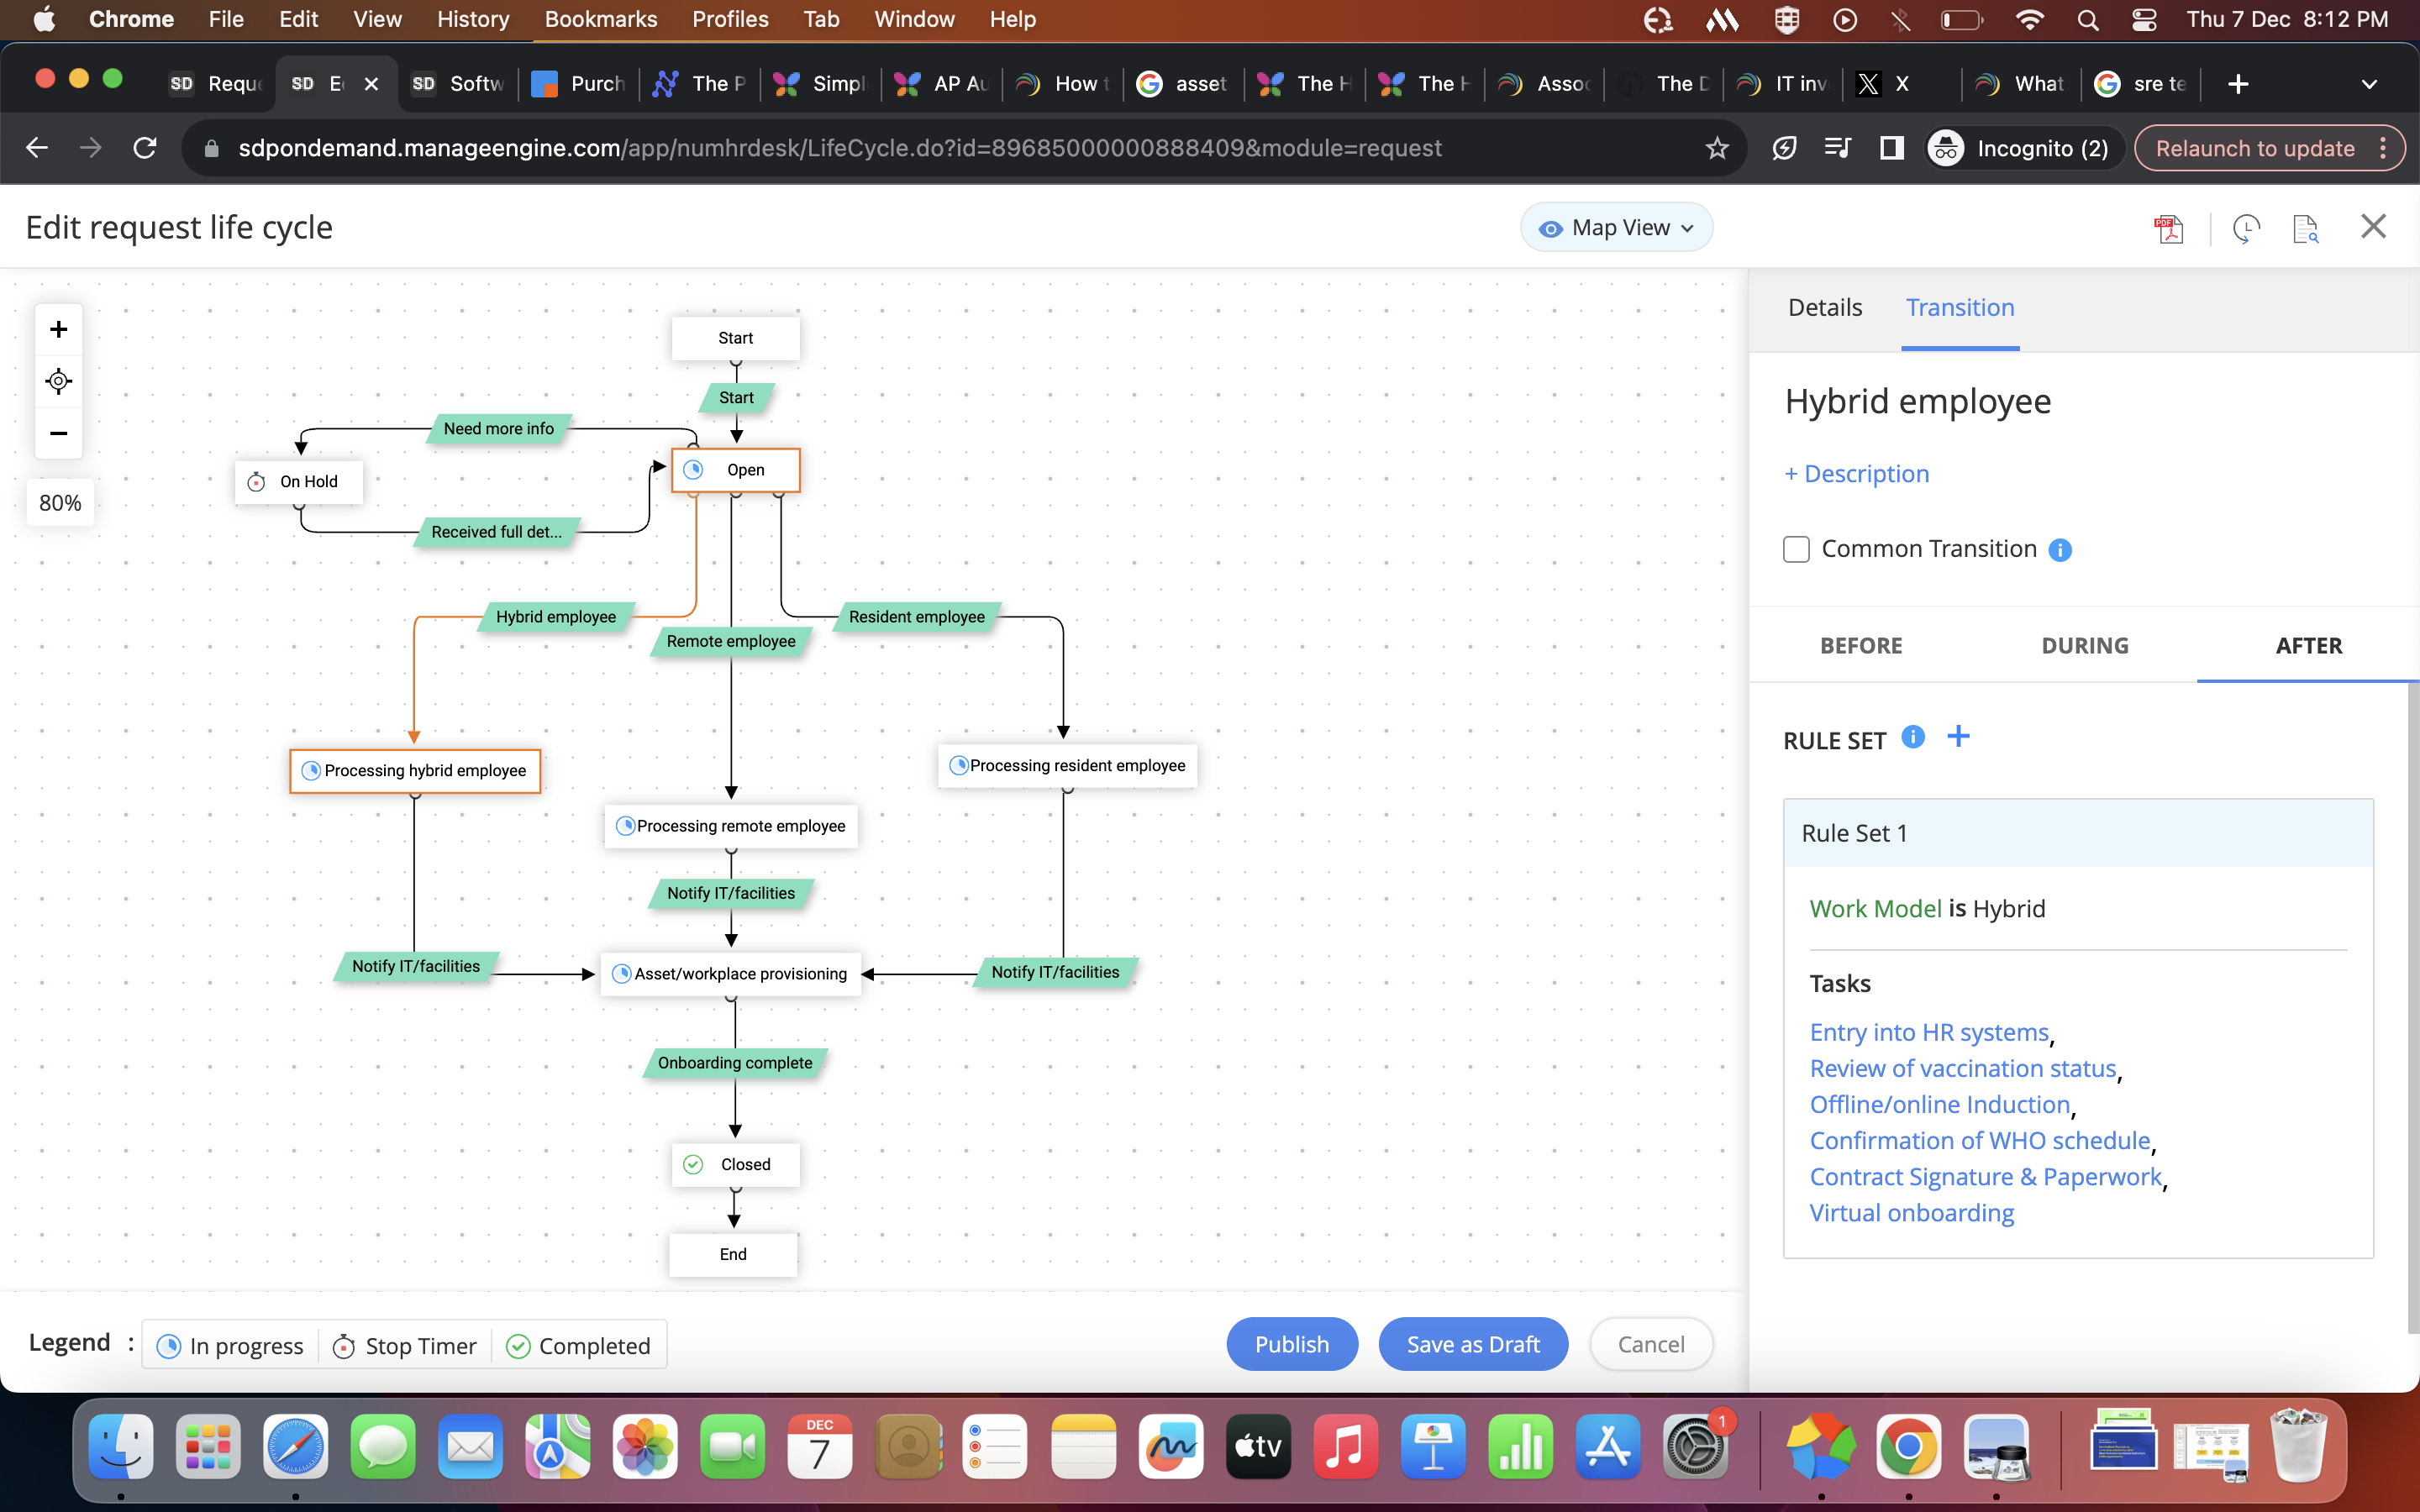 Chrome File Edit View History Bookmarks Profiles Tab Window Help Thu 7 Dec 8:12 PM
SD Reque SD E SD Softw Purch The P Simpl AP Au How t asset The H The H Assoc The D IT inv X What sre te
sdpondemand.manageengine.com/app/numhrdesk/LifeCycle.do?id=89685000000888409&module=request Incognito (2) Relaunch to update
Edit request life cycle
Map View
PDF
Details Transition
Start
Hybrid employee
Start
Need more info
Open
On Hold
+ Description
80%
Received full det...
Common Transition
Hybrid employee
Resident employee
Remote employee
BEFORE DURING AFTER
RULE SET
Processing hybrid employee
Processing resident employee
Processing remote employee
Rule Set 1
Notify IT/facilities
Work Model is Hybrid
Notify IT/facilities
Asset/workplace provisioning
Notify IT/facilities
Tasks
Entry into HR systems,
Review of vaccination status,
Onboarding complete
Offline/online Induction,
Confirmation of WHO schedule,
Closed
Contract Signature & Paperwork,
Virtual onboarding
End
Legend : In progress Stop Timer Completed
Publish Save as Draft Cancel
DEC
7
tv
1